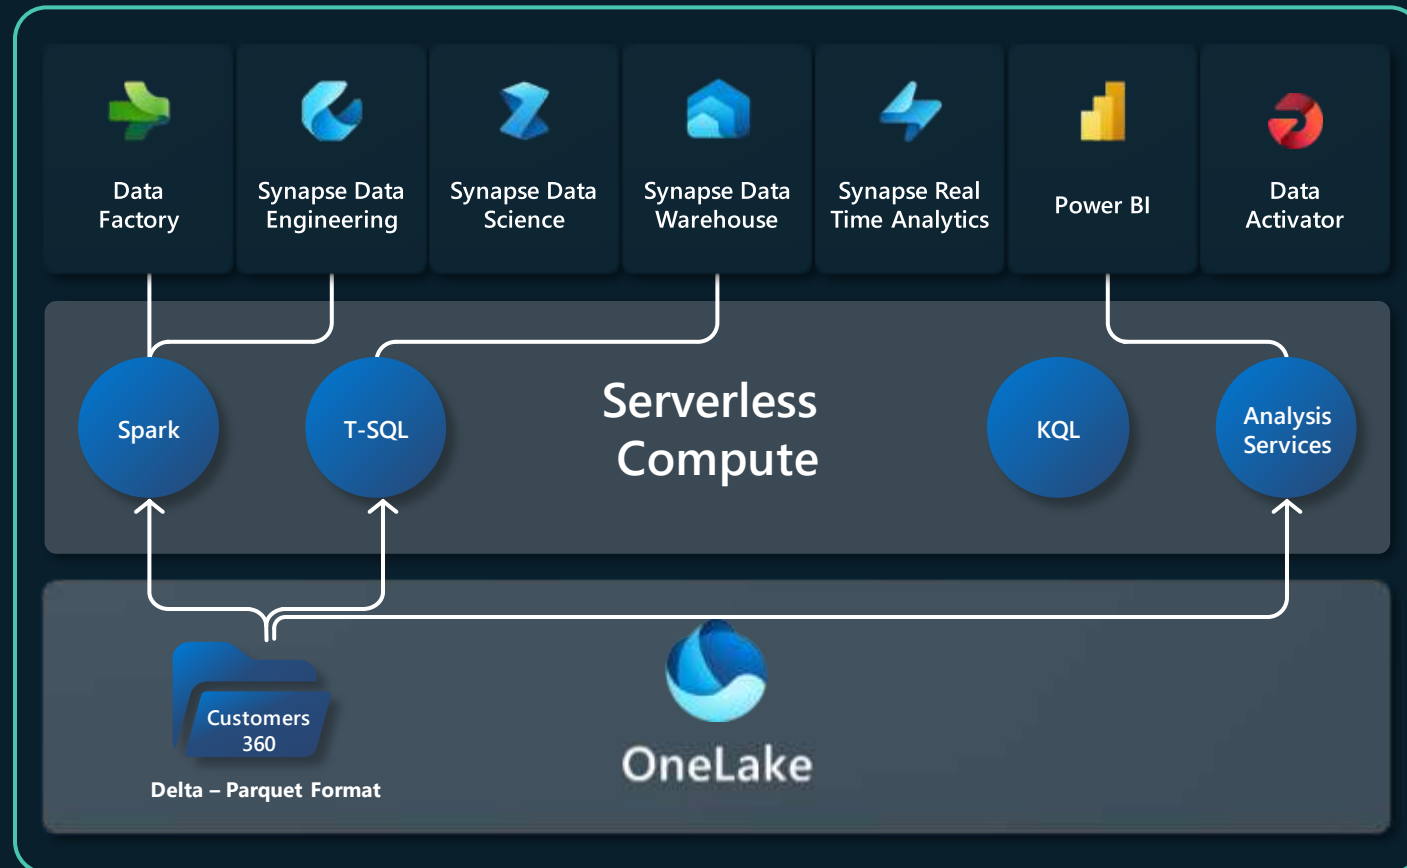 Data
Factory
Synapse Data
Engineering
Synapse Data
Science
Synapse Data
Warehouse
Synapse Real
Time Analytics
Power BI
Data
Activator
Spark
T-SQL
Serverless
Compute
KQL
Analysis
Services
Customers
360
Delta – Parquet Format
OneLake